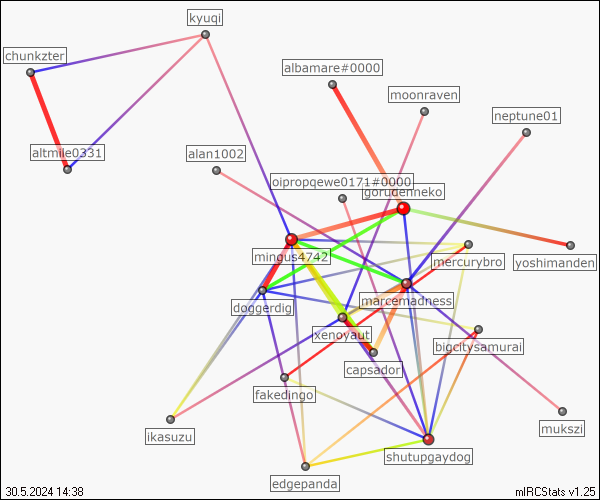 kyuqi
chunkzter
albamare#0000
moonraven
neptune01
altmile0331
alan1002
oipropqewe0171#0000
gorudenneko
mingus4742
mercurybro
yoshimanden
doggerdig
marcemadness
xenoyaut
bigcitysamurai
capsador
fakedingo
ikasuzu
mukszi
shutupgaydog
edgepanda
30.5.2024 14:38
mIRCStats v1.25